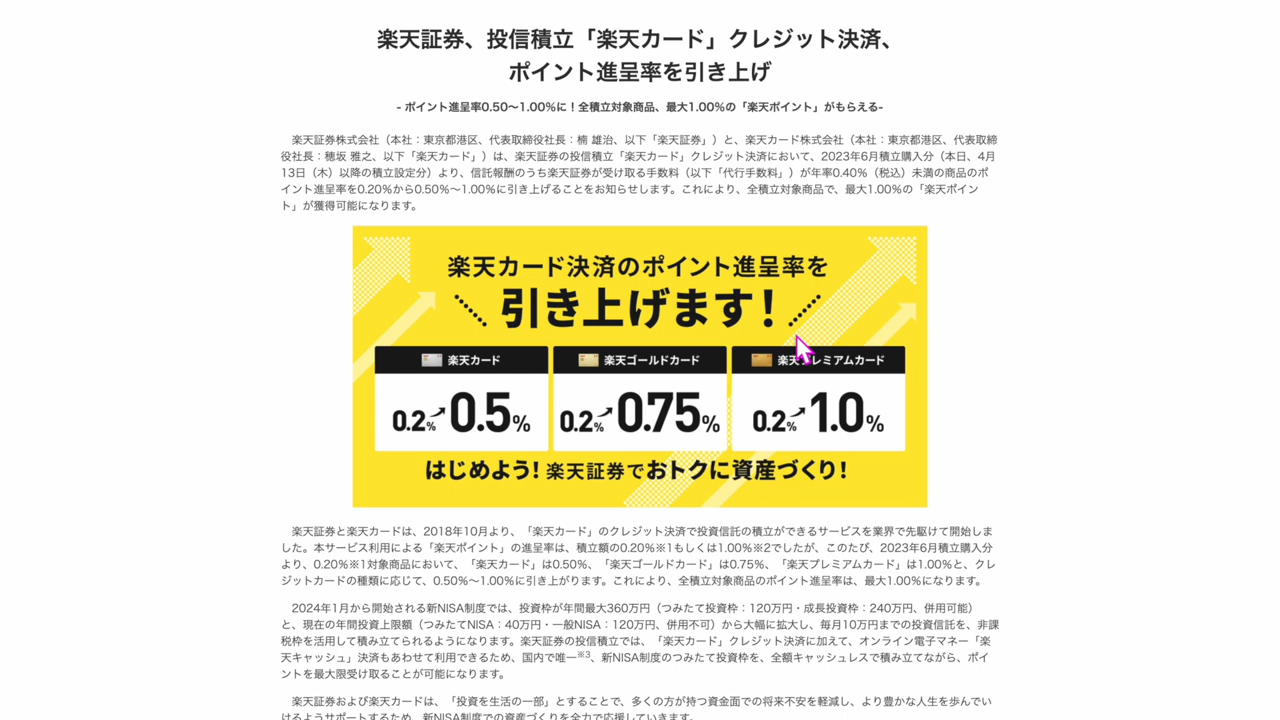 楽天証券、投信積立「楽天カード」クレジット決済、
ポイント進呈率を引き上げ
- ポイント進呈率0.50〜1.00%に！全積立対象商品、最大1.00%の「楽天ポイント」がもらえる-
楽天証券株式会社（本社：東京都港区、代表取締役社長：楠 雄治、以下「楽天証券」）と、楽天カード株式会社（本社：東京都港区、代表取締
役社長：穂坂 雅之、以下「楽天カード」）は、楽天証券の投信積立「楽天カード」クレジット決済において、2023年6月積立購入分（本日、4月
13日（木）以降の積立設定分）より、信託報酬のうち楽天証券が受け取る手数料（以下「代行手数料」）が年率0.40%（税込）未満の商品のポ
イント進呈率を0.20%から0.50%〜1.00%に引き上げることをお知らせします。これにより、全積立対象商品で、最大1.00%の「楽天ポイン
ト」が獲得可能になります。
楽天カード決済のポイント進呈率を
引き上げます！
楽天カード
楽天ゴールドカード
楽天プレミアムカード
0.2% 0.5%
0.2% 0.75%
0.2% 1.0%
はじめよう！楽天証券でおトクに資産づくり！
楽天証券と楽天カードは、2018年10月より、「楽天カード」のクレジット決済で投資信託の積立ができるサービスを業界で先駆けて開始しま
した。本サービス利用による「楽天ポイント」の進呈率は、積立額の0.20%※1もしくは1.00%※2でしたが、このたび、2023年6月積立購入分
より、0.20%※1対象商品において、「楽天カード」は0.50%、「楽天ゴールドカード」は0.75%、「楽天プレミアムカード」は1.00%と、クレ
ジットカードの種類に応じて、0.50%〜1.00%に引き上がります。これにより、全積立対象商品のポイント進呈率は、最大1.00%になります。
2024年1月から開始される新NISA制度では、投資枠が年間最大360万円（つみたて投資枠：120万円・成長投資枠：240万円、併用可能）
と、現在の年間投資上限額（つみたてNISA：40万円・一般NISA：120万円、併用不可）から大幅に拡大し、毎月10万円までの投資信託を、非課
税枠を活用して積み立てられるようになります。楽天証券の投信積立では、「楽天カード」クレジット決済に加えて、オンライン電子マネー「楽
天キャッシュ」決済もあわせて利用できるため、国内で唯一※3、新NISA制度のつみたて投資枠を、全額キャッシュレスで積み立てながら、ポイ
ントを最大限受け取ることが可能になります。
楽天証券および楽天カードは、「投資を生活の一部」とすることで、多くの方が持つ資金面での将来不安を軽減し、より豊かな人生を歩んでい
けるようサポートするため、新NISA制度での資産づくりを全力で応援していきます。